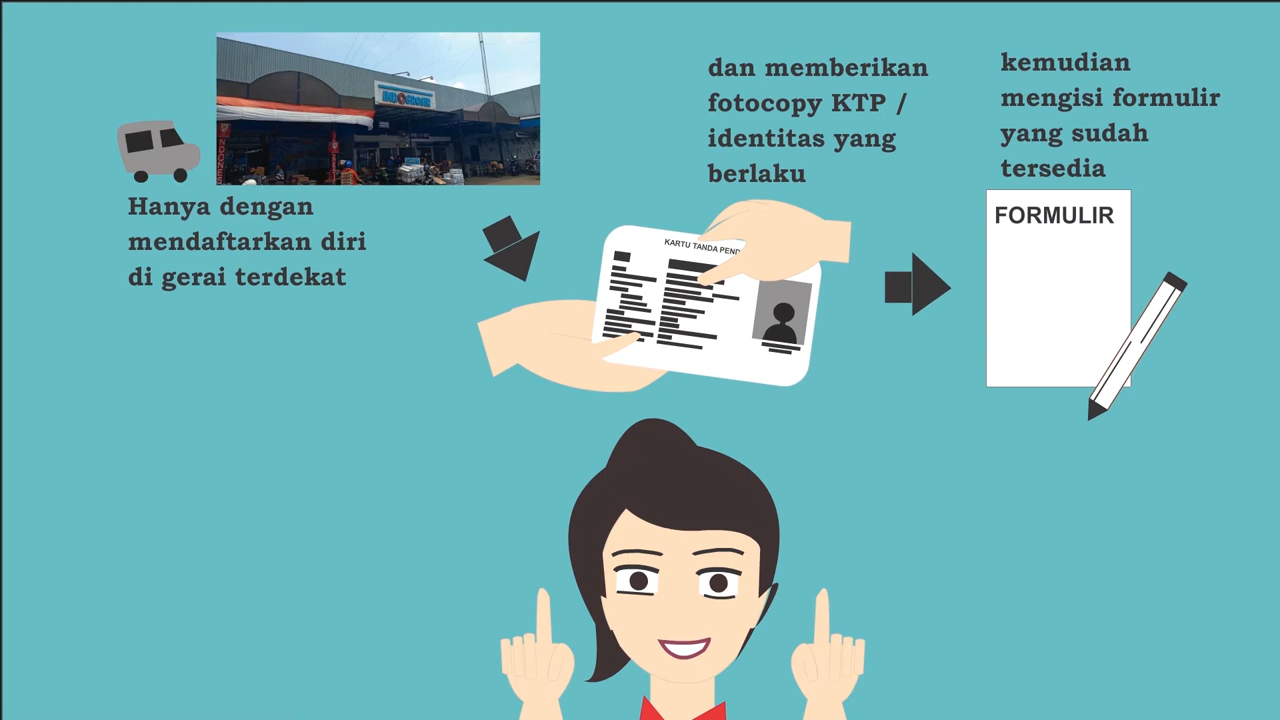 INDOGROSIR
Hanya dengan
mendaftarkan diri
di gerai terdekat
dan memberikan
fotocopy KTP /
identitas yang
berlaku
KARTU TANDA PEND
kemudian
mengisi formulir
yang sudah
tersedia
FORMULIR